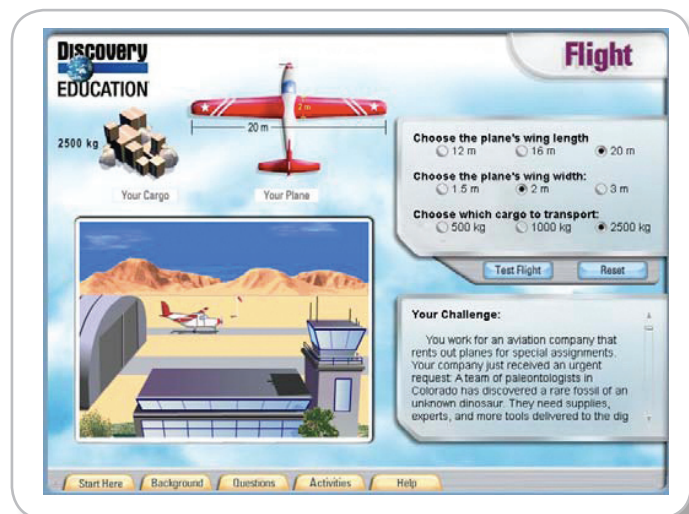 Discovery
EDUCATION
Flight
2500 kg
2 m
20 m
Your Cargo
Your Plane
Choose the plane's wing length
12 m 16 m 20 m
Choose the plane's wing width:
1.5 m 2 m 3 m
Choose which cargo to transport:
500 kg 1000 kg 2500 kg
Test Flight Reset
Your Challenge:
You work for an aviation company that
rents out planes for special assignments.
Your company just received an urgent
request: A team of paleontologists in
Colorado has discovered a rare fossil of an
unknown dinosaur. They need supplies,
experts, and more tools delivered to the dig
Start Here Background Questions Activities Help